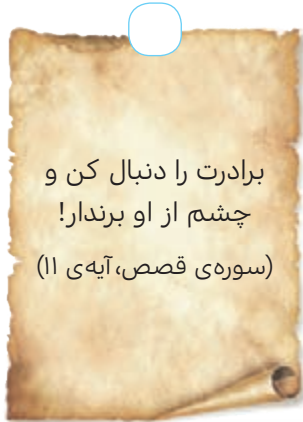 برادرت را دنبال کن و
چشم از او برندار!
(سوره‌ی قصص، آیه‌ی ۱۱)